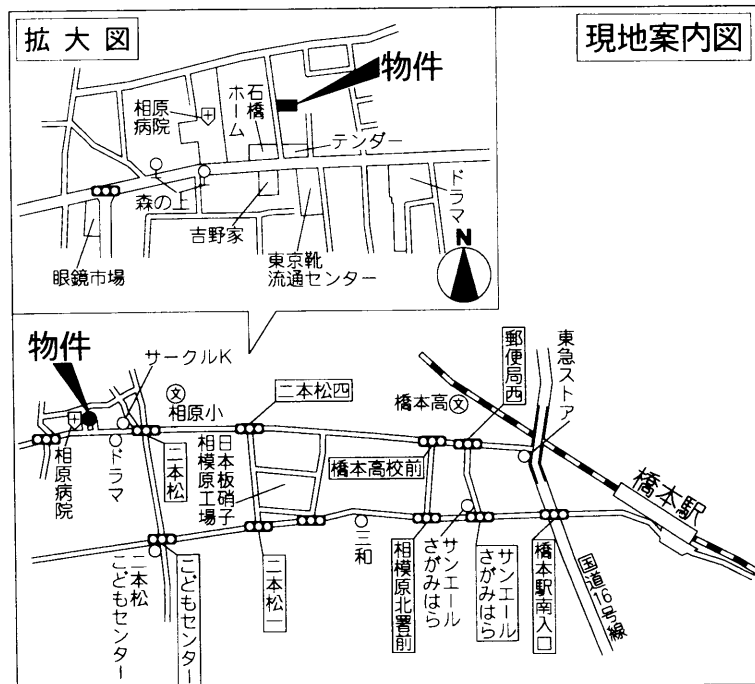 拡大図
現地案内図
物件
相原
病院
石橋
ホーム
テンダー
森の上
吉野家
ドラマ
眼鏡市場
東京靴
流通センター
N
物件
サークルK
相原小
文
二本松四
橋本高
文
郵便局西
東急ストア
相原病院
ドラマ
二本松
日本板硝子
相模原工場
橋本高校前
橋本駅
二本松
こどもセンター
こどもセンター
二本松一
三和
相模原北署前
サンエール
さがみはら
サンエール
さがみはら
橋本駅南入口
国道16号線